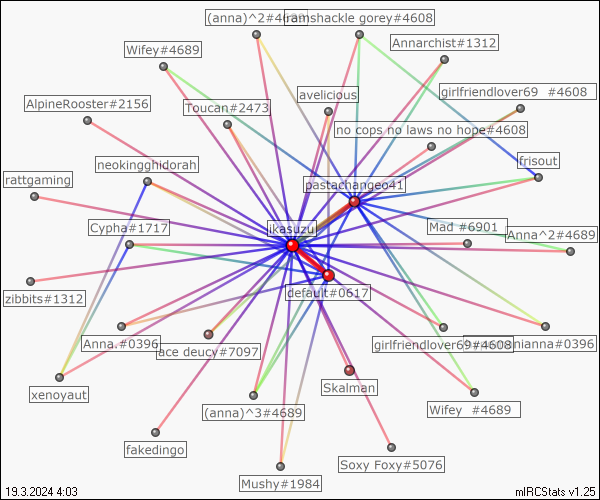 (anna)^2#4689
ramshackle gorey#4608
Wifey#4689
Annarchist#1312
avelicious
girlfriendlover69 #4608
AlpineRooster#2156
Toucan#2473
no cops no laws no hope#4608
neokingghidorah
frisout
rattgaming
pastachangeo41
Cypha#1717
ikasuzu
Mad #6901
Anna^2#4689
zibbits#1312
default#0617
Anna.#0396
ace deucy#7097
girlfriendlover69#4608
nianna#0396
xenoyaut
Skalman
(anna)^3#4689
Wifey #4689
fakedingo
Soxy Foxy#5076
Mushy#1984
19.3.2024 4:03
mIRCStats v1.25